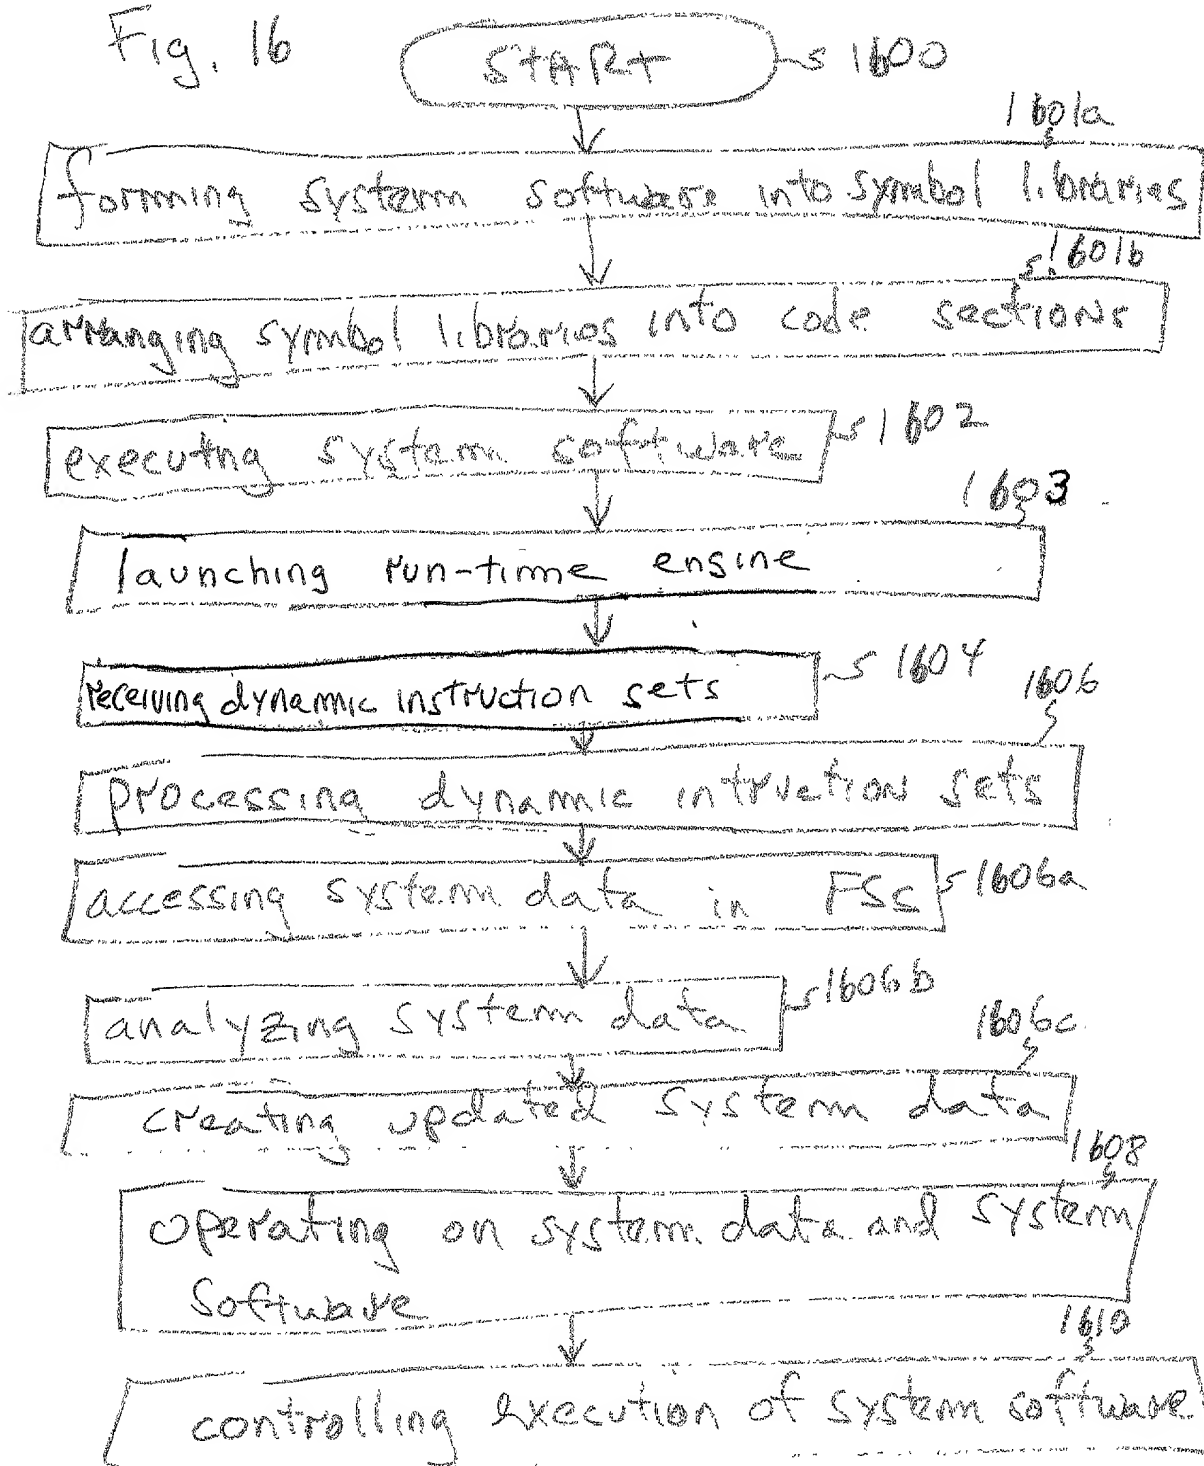 Fig. 16
START 1600
1601a
forming system software into symbol libraries
1601b
arranging symbol libraries into code sections
executing system software 1602
1603
launching run-time engine
receiving dynamic instruction sets 1604
1606
processing dynamic intruction sets
accessing system data in FSs 1606a
analyzing system data 1606b
1606c
creating updated system data
1608
operating on system data and system
software
1610
controlling execution of system software